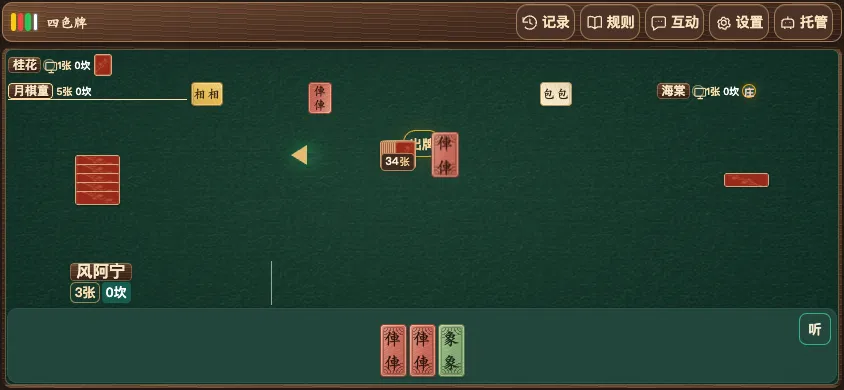 四色牌
记录
规则
互动
设置
托管
桂花 1张 0坎
月棋童 5张 0坎
相相
俥
俥
包包
海棠 1张 0坎 庄
出牌
34张
俥
俥
风阿宁
3张 0坎
听
俥 俥 象
俥 俥 象